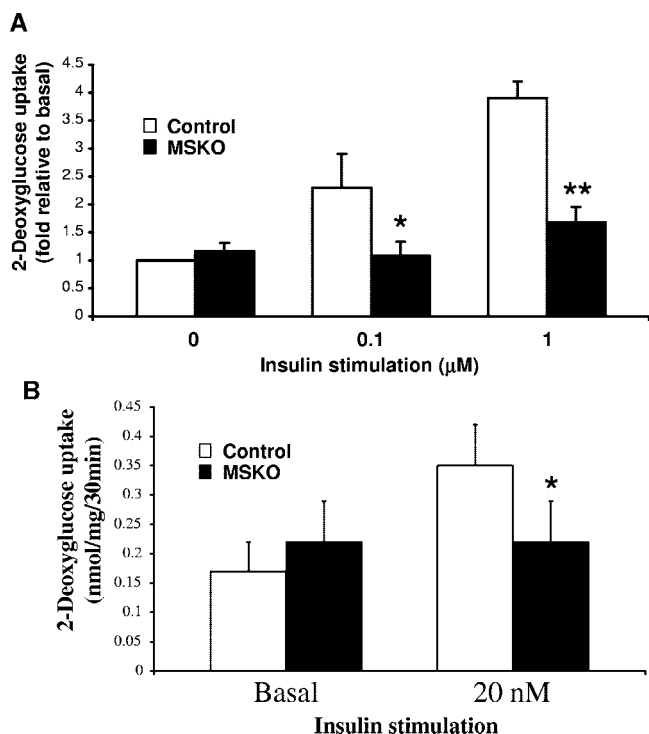 A
2-Deoxyglucose uptake
(fold relative to basal)
4.5
4
3.5
3
2.5
2
1.5
1
0.5
0
Control
MSKO
*
**
0 0.1 1
Insulin stimulation (μM)
B
2-Deoxyglucose uptake
(nmol/mg/30min)
0.45
0.4
0.35
0.3
0.2
0.15
0.1
0.05
0
Control
MSKO
*
Basal 20 nM
Insulin stimulation